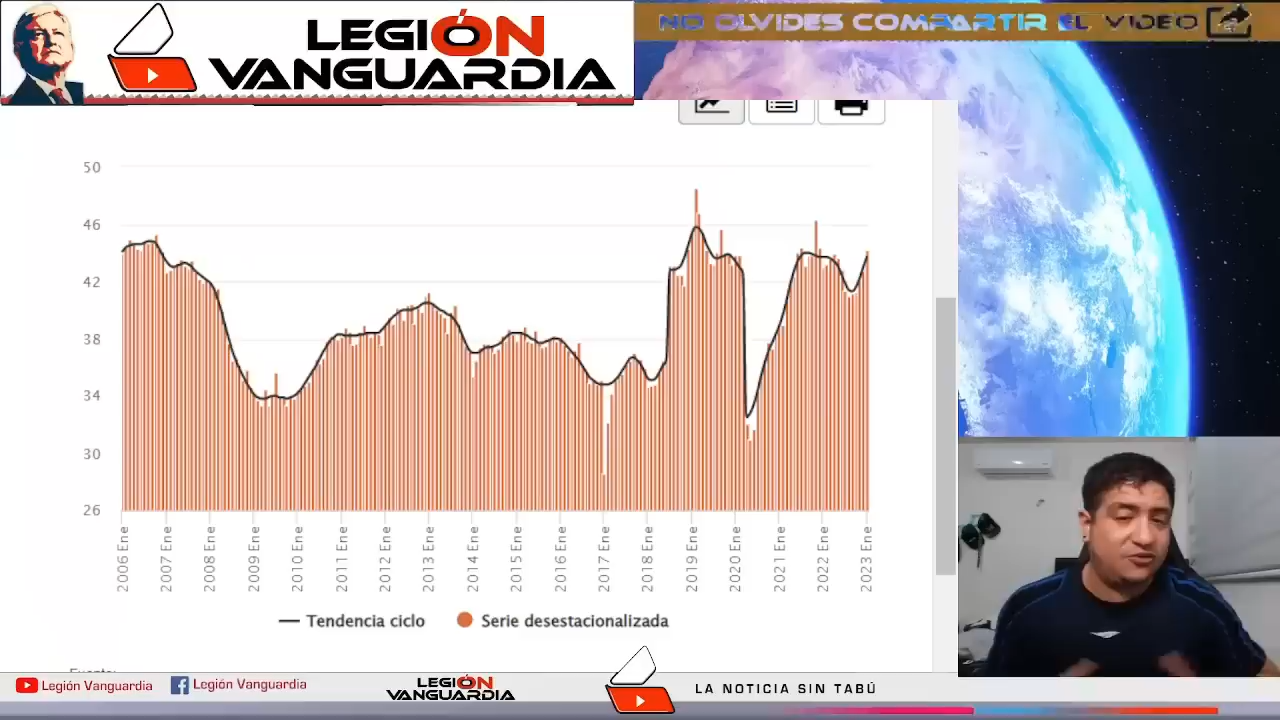 LEGIÓN
VANGUARDIA
NO OLVIDES COMPARTIR EL VIDEO
50
46
42
38
34
30
26
2006 Ene
2007 Ene
2008 Ene
2009 Ene
2010 Ene
2011 Ene
2012 Ene
2013 Ene
2014 Ene
2015 Ene
2016 Ene
2017 Ene
2018 Ene
2019 Ene
2020 Ene
2021 Ene
2022 Ene
2023 Ene
Tendencia ciclo
Serie desestacionalizada
Legión Vanguardia
Legión Vanguardia
LEGIÓN
VANGUARDIA
LA NOTICIA SIN TABÚ